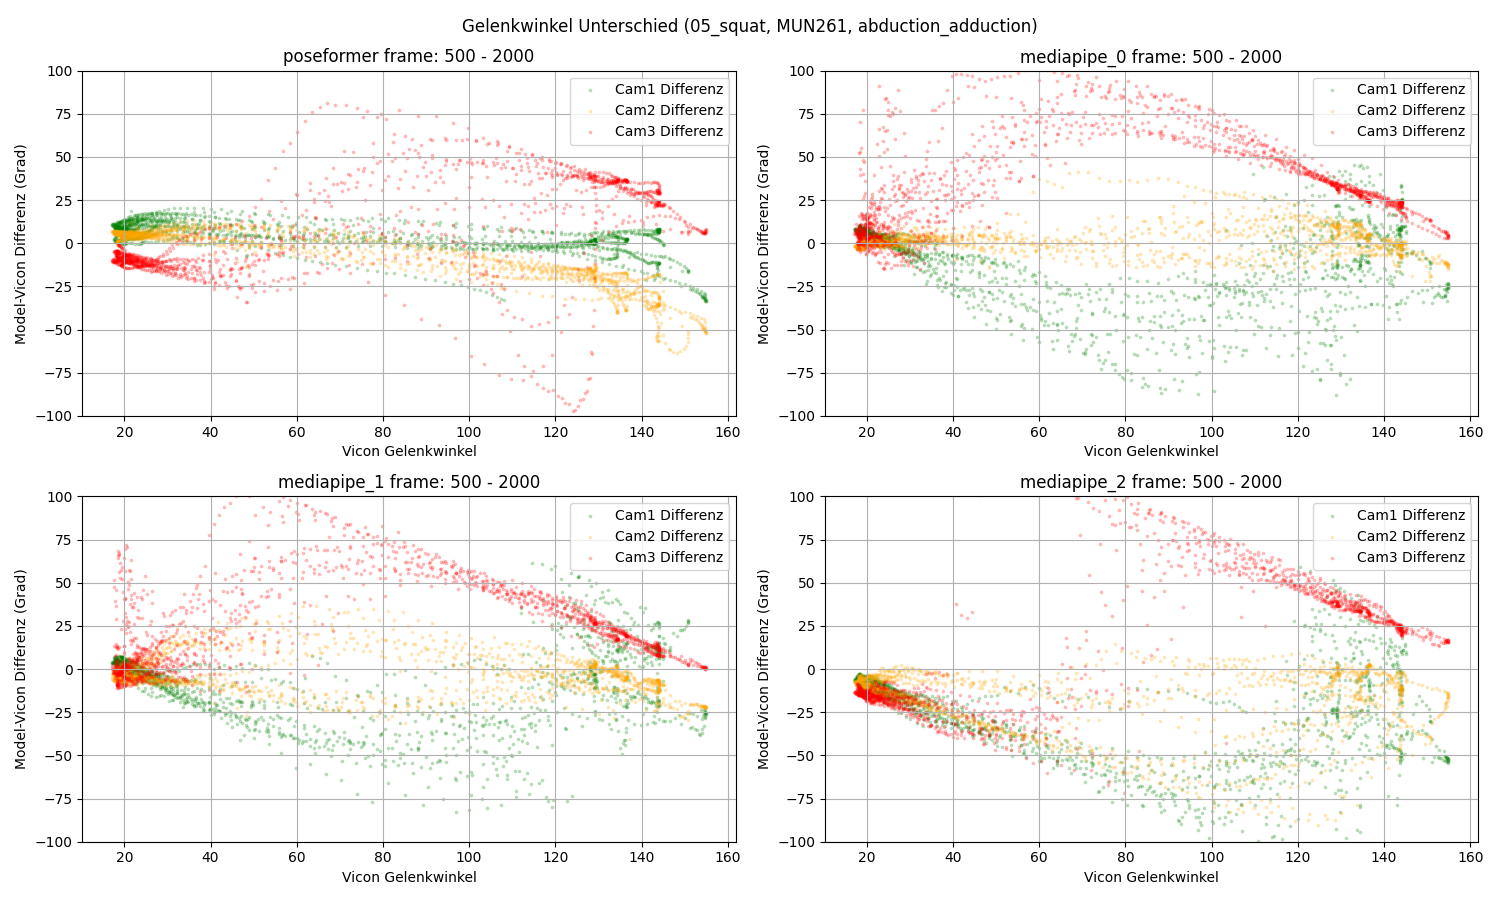 Gelenkwinkel Unterschied (05_squat, MUN261, abduction_adduction)
poseformer frame: 500 - 2000
100
75
50
25
0
−25
−50
−75
−100
Model-Vicon Differenz (Grad)
Cam1 Differenz
Cam2 Differenz
Cam3 Differenz
20 40 60 80 100 120 140 160
Vicon Gelenkwinkel
mediapipe_0 frame: 500 - 2000
100
75
50
25
0
−25
−50
−75
−100
Model-Vicon Differenz (Grad)
Cam1 Differenz
Cam2 Differenz
Cam3 Differenz
20 40 60 80 100 120 140 160
Vicon Gelenkwinkel
mediapipe_1 frame: 500 - 2000
100
75
50
25
0
−25
−50
−75
−100
Model-Vicon Differenz (Grad)
Cam1 Differenz
Cam2 Differenz
Cam3 Differenz
20 40 60 80 100 120 140 160
Vicon Gelenkwinkel
mediapipe_2 frame: 500 - 2000
100
75
50
25
0
−25
−50
−75
−100
Model-Vicon Differenz (Grad)
Cam1 Differenz
Cam2 Differenz
Cam3 Differenz
20 40 60 80 100 120 140 160
Vicon Gelenkwinkel